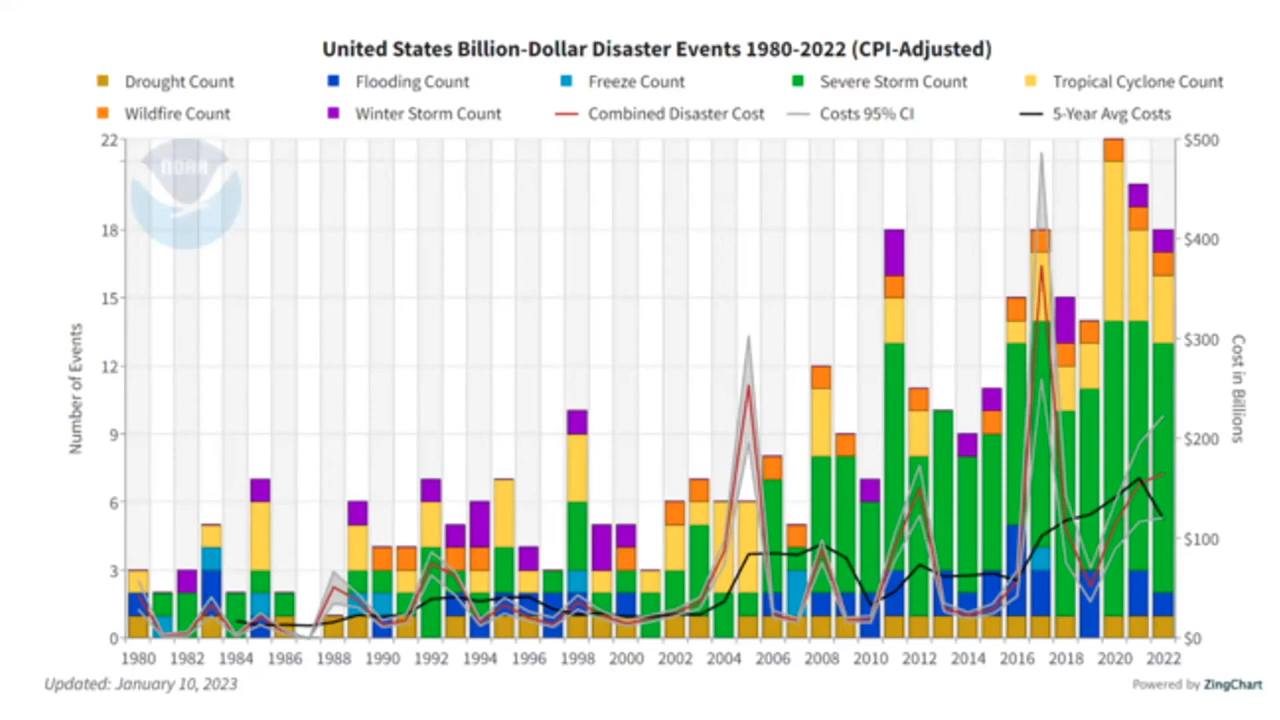 United States Billion-Dollar Disaster Events 1980-2022 (CPI-Adjusted)
Drought Count Flooding Count Freeze Count Severe Storm Count Tropical Cyclone Count
Wildfire Count Winter Storm Count Combined Disaster Cost Costs 95% CI 5-Year Avg Costs
NOAA
22 $500
18 $400
15
12 $300
9 $200
6
3 $100
0 $0
Number of Events
Cost in Billions
1980 1982 1984 1986 1988 1990 1992 1994 1996 1998 2000 2002 2004 2006 2008 2010 2012 2014 2016 2018 2020 2022
Updated: January 10, 2023
Powered by ZingChart